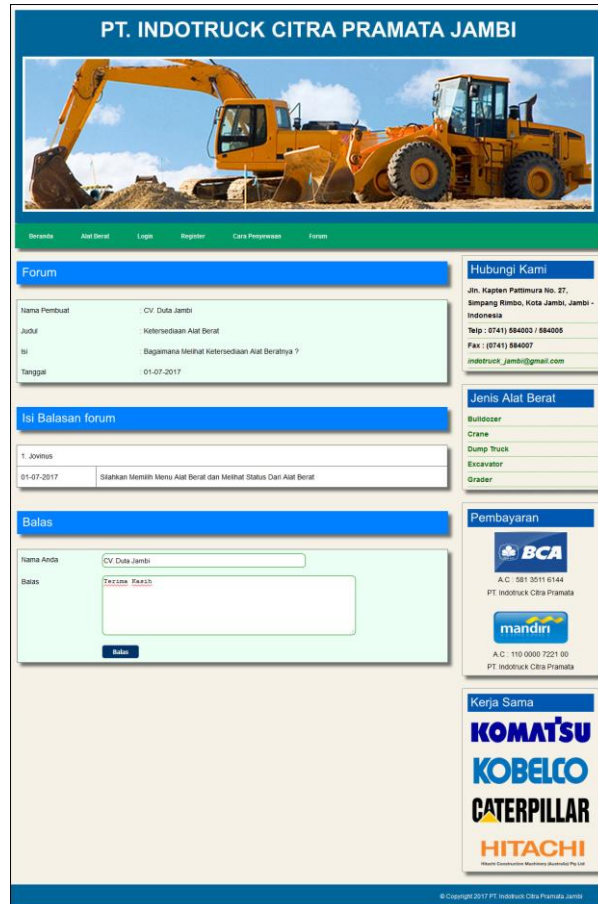 PT. INDOTRUCK CITRA PRAMATA JAMBI
Beranda Alat Berat Login Register Cara Penyewaan Forum
Forum
Nama Pembuat : CV. Duta Jambi
Judul : Ketersediaan Alat Berat
Isi : Bagaimana Melihat Ketersediaan Alat Beratnya ?
Tanggal : 01-07-2017
Isi Balasan forum
1. Jovinus
01-07-2017 Silahkan Memilih Menu Alat Berat dan Melihat Status Dari Alat Berat
Balas
Nama Anda CV. Duta Jambi
Balas Terima Kasih
Balas
Hubungi Kami
Jln. Kapten Pattimura No. 27,
Simpang Rimbo, Kota Jambi, Jambi -
Indonesia
Telp : (0741) 584003 / 584005
Fax : (0741) 584007
indotruck_jambi@gmail.com
Jenis Alat Berat
Bulldozer
Crane
Dump Truck
Excavator
Grader
Pembayaran
BCA
A.C : 581 3511 6144
PT. Indotruck Citra Pramata
mandiri
A.C : 110 0000 7221 00
PT. Indotruck Citra Pramata
Kerja Sama
KOMATSU
KOBELCO
CATERPILLAR
HITACHI
Hitachi Construction Machinery (Australia) Pty Ltd
© Copyright 2017 PT. Indotruck Citra Pramata Jambi